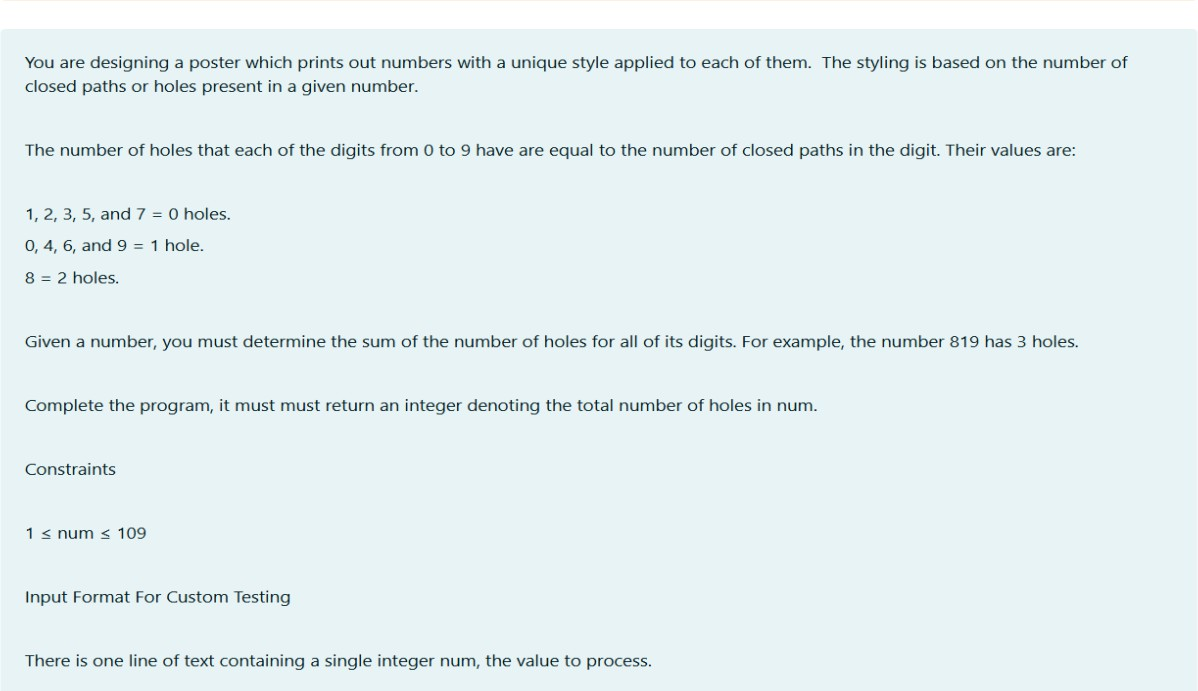 You are designing a poster which prints out numbers with a unique style applied to each of them.  The styling is based on the number of
closed paths or holes present in a given number.
The number of holes that each of the digits from 0 to 9 have are equal to the number of closed paths in the digit. Their values are:
1, 2, 3, 5, and 7 = 0 holes.
0, 4, 6, and 9 = 1 hole.
8 = 2 holes.
Given a number, you must determine the sum of the number of holes for all of its digits. For example, the number 819 has 3 holes.
Complete the program, it must must return an integer denoting the total number of holes in num.
Constraints
1 ≤ num ≤ 109
Input Format For Custom Testing
There is one line of text containing a single integer num, the value to process.